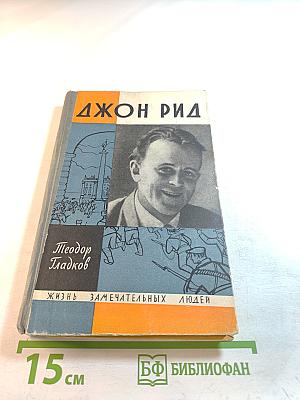 ДЖОН РИД
Теодор
Гладков
ЖИЗНЬ ЗАМЕЧАТЕЛЬНЫХ ЛЮДЕЙ
15 см
БФ БИБЛИОФАН